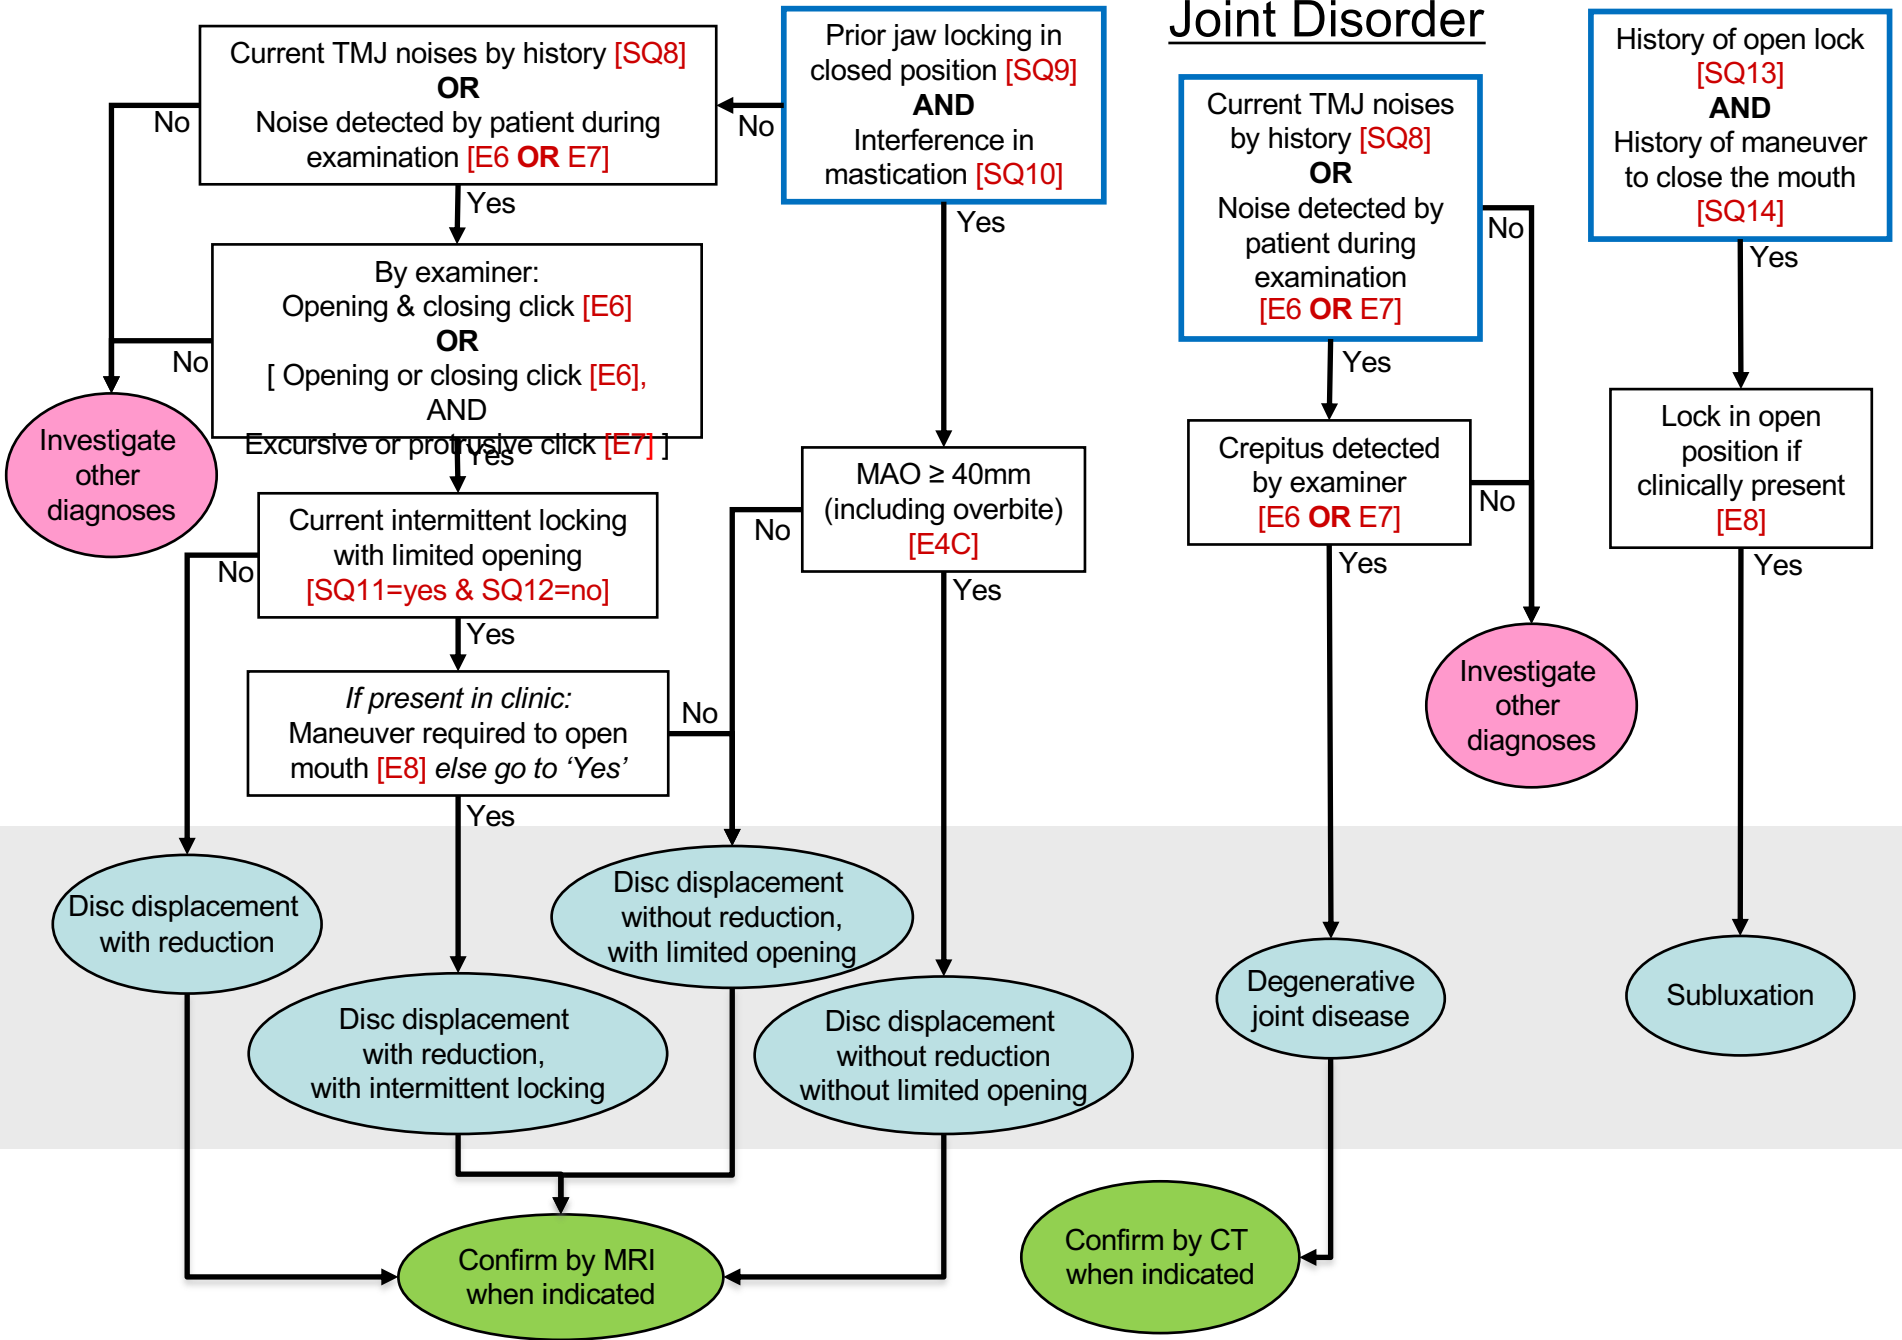 Joint Disorder
Current TMJ noises by history [SQ8]
OR
Noise detected by patient during
examination [E6 OR E7]
No
Yes
Prior jaw locking in
closed position [SQ9]
AND
Interference in
mastication [SQ10]
No
Yes
By examiner:
Opening & closing click [E6]
OR
[ Opening or closing click [E6],
AND
Excursive or protrusive click [E7] ]
No
Yes
Investigate
other
diagnoses
Current intermittent locking
with limited opening
[SQ11=yes & SQ12=no]
No
Yes
If present in clinic:
Maneuver required to open
mouth [E8] else go to ‘Yes’
No
Yes
MAO ≥ 40mm
(including overbite)
[E4C]
No
Yes
Disc displacement
with reduction
Disc displacement
with reduction,
with intermittent locking
Disc displacement
without reduction,
with limited opening
Disc displacement
without reduction
without limited opening
Confirm by MRI
when indicated
Current TMJ noises
by history [SQ8]
OR
Noise detected by
patient during
examination
[E6 OR E7]
No
Yes
Crepitus detected
by examiner
[E6 OR E7]
No
Yes
Investigate
other
diagnoses
Degenerative
joint disease
Confirm by CT
when indicated
History of open lock
[SQ13]
AND
History of maneuver
to close the mouth
[SQ14]
Yes
Lock in open
position if
clinically present
[E8]
Yes
Subluxation